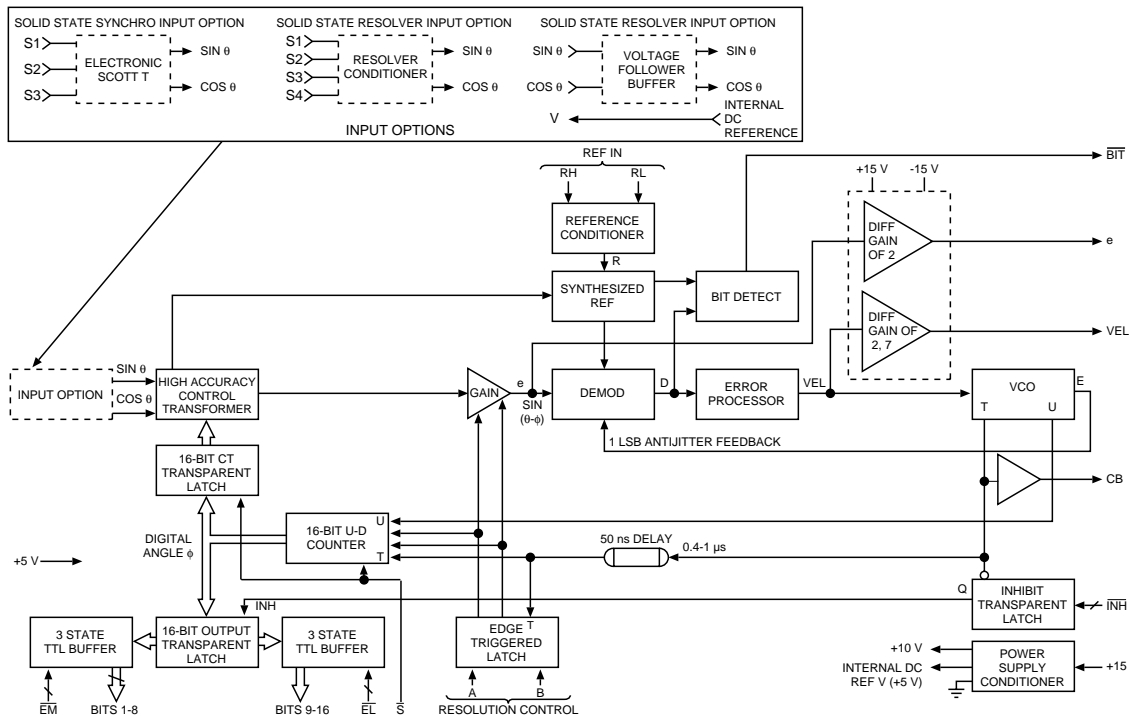 SOLID STATE SYNCHRO INPUT OPTION
SOLID STATE RESOLVER INPUT OPTION
SOLID STATE RESOLVER INPUT OPTION
S1
S2
S3
ELECTRONIC
SCOTT T
SIN θ
COS θ
S1
S2
S3
S4
RESOLVER
CONDITIONER
SIN θ
COS θ
SIN θ
COS θ
VOLTAGE
FOLLOWER
BUFFER
SIN θ
COS θ
V
INTERNAL
DC
REFERENCE
INPUT OPTIONS
REF IN
RH
RL
REFERENCE
CONDITIONER
R
SYNTHESIZED
REF
BIT DETECT
B̅I̅T̅
+15 V
-15 V
DIFF
GAIN
OF 2
e
DIFF
GAIN OF
2, 7
VEL
INPUT OPTION
SIN θ
COS θ
HIGH ACCURACY
CONTROL
TRANSFORMER
GAIN
e
SIN
(θ-ϕ)
DEMOD
D
ERROR
PROCESSOR
VEL
VCO
E
T
U
1 LSB ANTIJITTER FEEDBACK
CB
16-BIT CT
TRANSPARENT
LATCH
DIGITAL
ANGLE ϕ
16-BIT U-D
COUNTER
U
T
50 ns DELAY
0.4-1 µs
+5 V
INH
Q
INHIBIT
TRANSPARENT
LATCH
I̅N̅H̅
3 STATE
TTL BUFFER
16-BIT OUTPUT
TRANSPARENT
LATCH
3 STATE
TTL BUFFER
EDGE
TRIGGERED
LATCH
T
+10 V
INTERNAL DC
REF V (+5 V)
POWER
SUPPLY
CONDITIONER
+15
E̅M̅
BITS 1-8
BITS 9-16
E̅L̅
S̅
A
B
RESOLUTION CONTROL